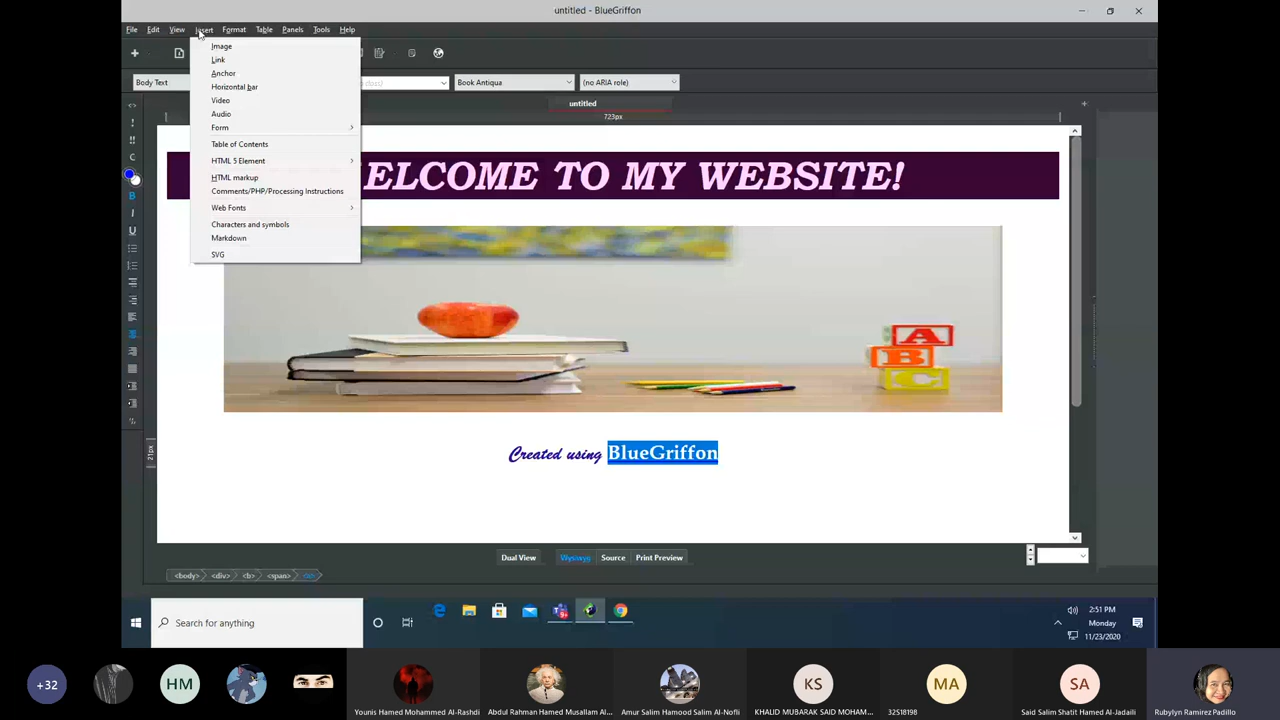 untitled - BlueGriffon
File Edit View Insert Format Table Panels Tools Help
Body Text
class)
Book Antiqua
(no ARIA role)
untitled
723px
Image
Link
Anchor
Horizontal bar
Video
Audio
Form
Table of Contents
HTML 5 Element
HTML markup
Comments/PHP/Processing Instructions
Web Fonts
Characters and symbols
Markdown
SVG
ELCOME TO MY WEBSITE!
A
B
C
Created using BlueGriffon
21px
Dual View Wysiwyg Source Print Preview
<body> <div> <b> <span>
Search for anything
9+
2:51 PM
Monday
11/23/2020
+32
HM
KS
MA
SA
Younis Hamed Mohammed Al-Rashdi
Abdul Rahman Hamed Musallam Al...
Amur Salim Hamood Salim Al-Nofli
KHALID MUBARAK SAID MOHAM...
32S18198
Said Salim Shatit Hamed Al-Jadaili
Rubylyn Ramirez Padillo